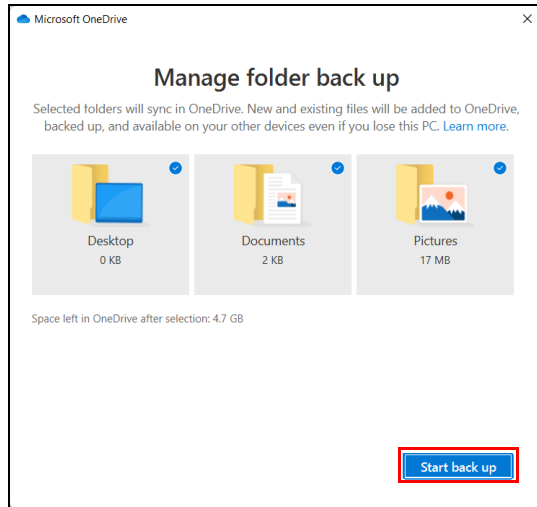 Microsoft OneDrive
Manage folder back up
Selected folders will sync in OneDrive. New and existing files will be added to OneDrive,
backed up, and available on your other devices even if you lose this PC. Learn more.
Desktop
0 KB
Documents
2 KB
Pictures
17 MB
Space left in OneDrive after selection: 4.7 GB
Start back up